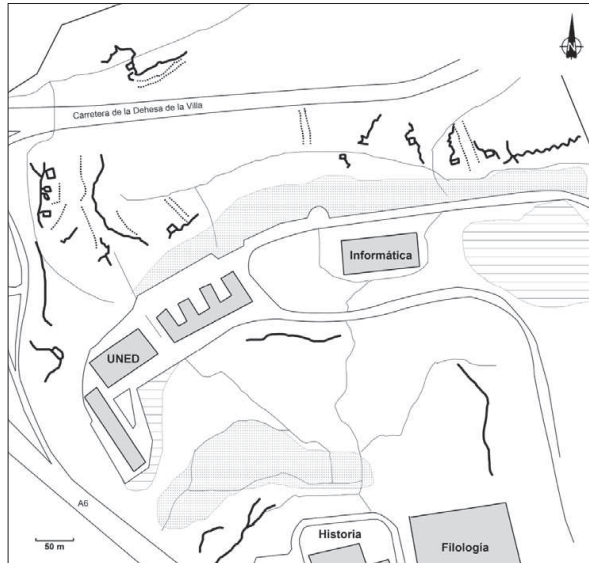 N
Carretera de la Dehesa de la Villa
Informática
UNED
A6
50 m
Historia
Filología